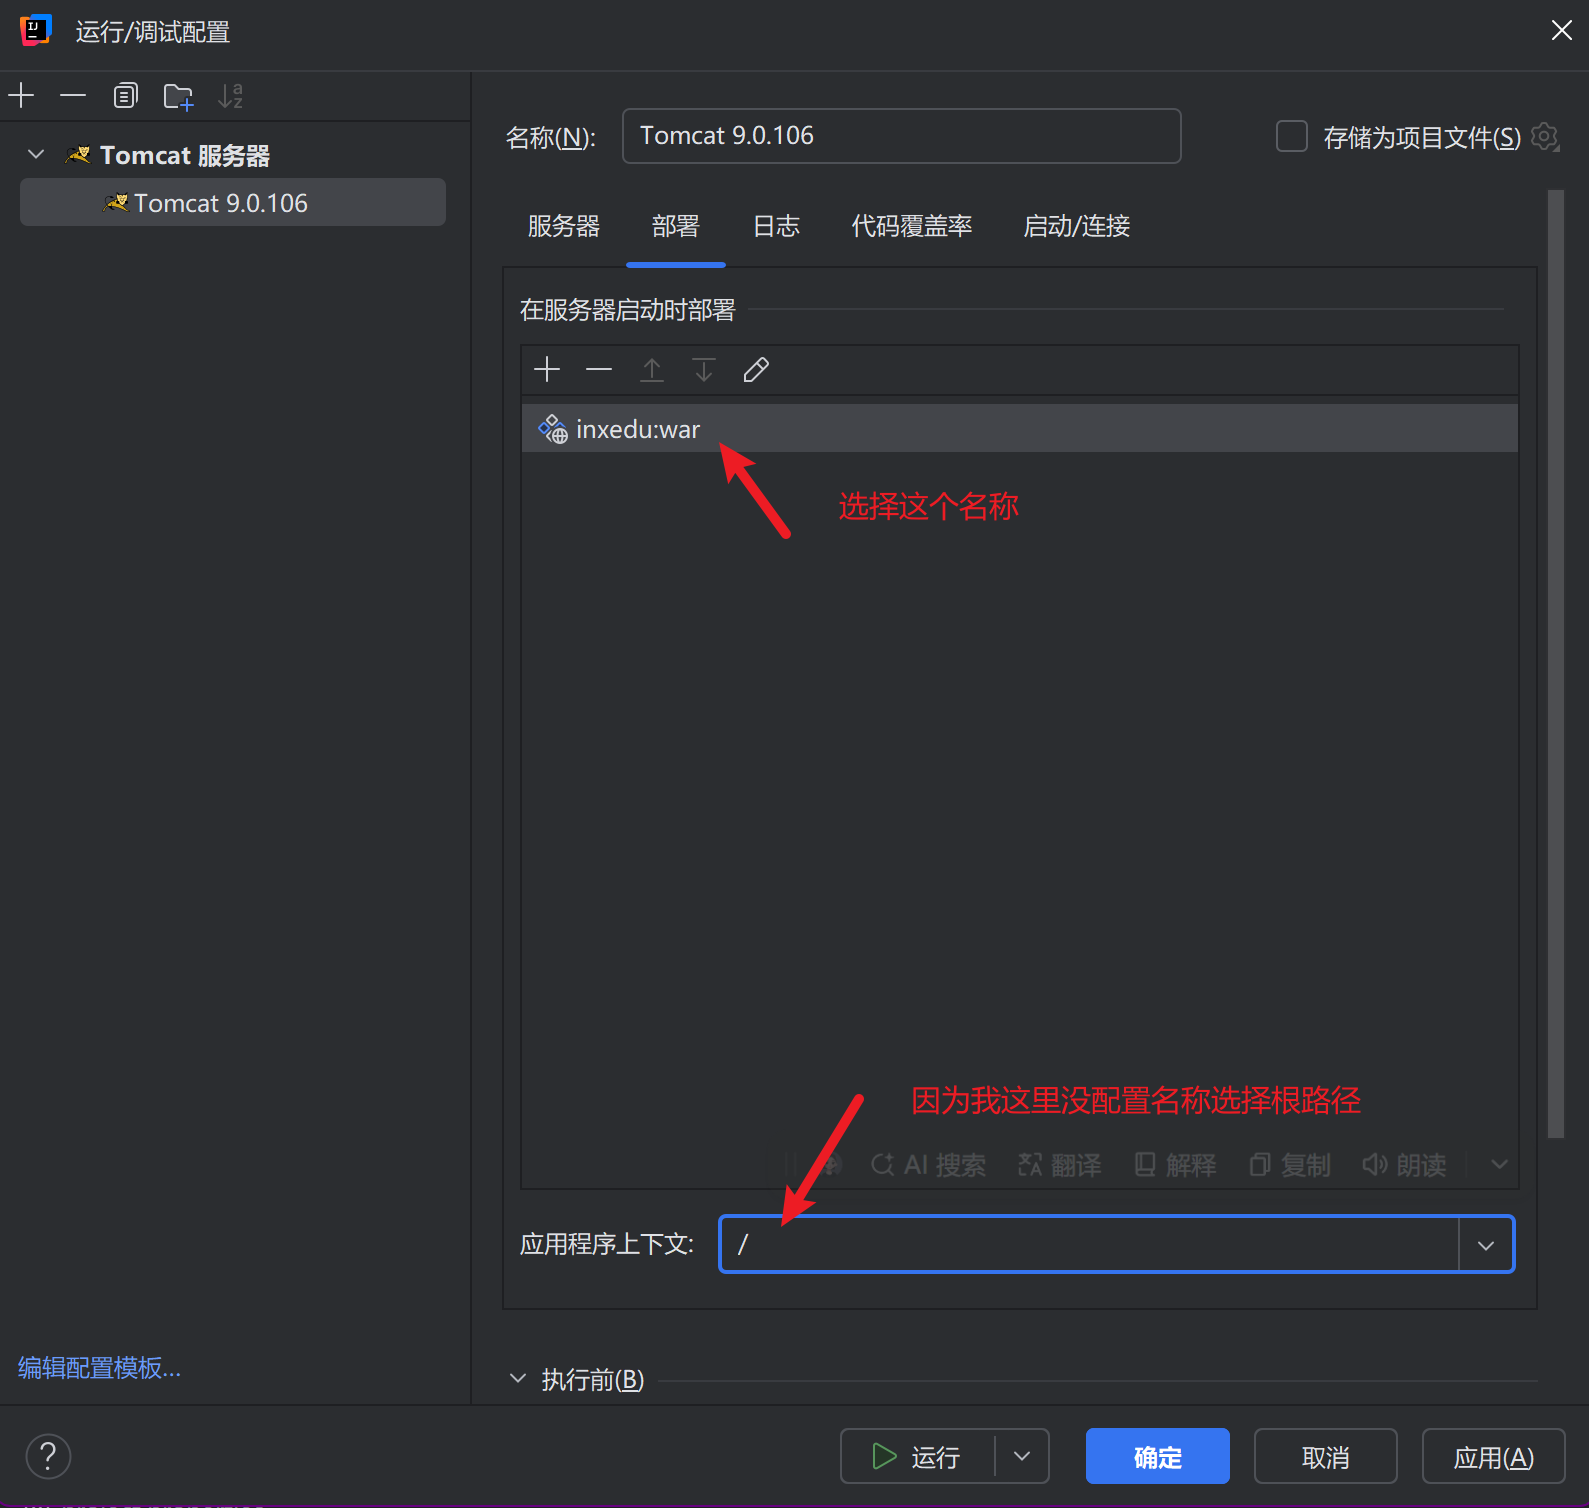 运行/调试配置
Tomcat 服务器
Tomcat 9.0.106
编辑配置模板...
名称(N):
Tomcat 9.0.106
存储为项目文件(S)
服务器
部署
日志
代码覆盖率
启动/连接
在服务器启动时部署
inxedu:war
选择这个名称
因为我这里没配置名称选择根路径
AI 搜索
翻译
解释
复制
朗读
应用程序上下文:
/
执行前(B)
?
运行
确定
取消
应用(A)